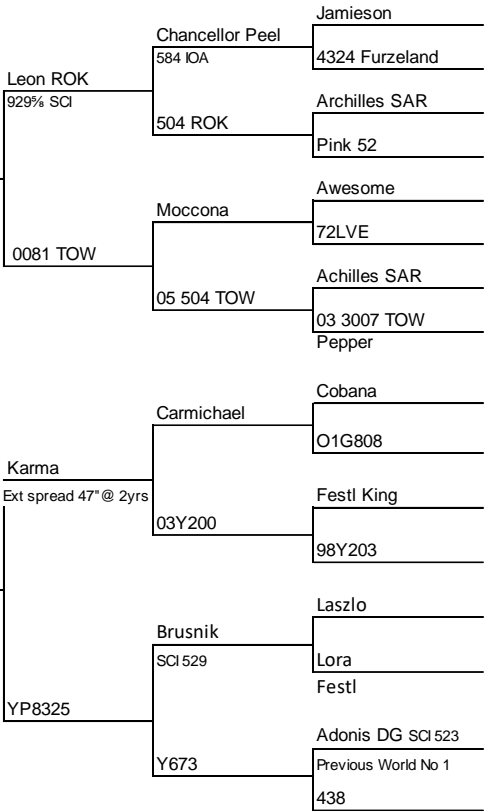 Jamieson
Chancellor Peel
584 IOA
4324 Furzeland
Leon ROK
929% SCI
Archilles SAR
504 ROK
Pink 52
Awesome
Moccona
72LVE
0081 TOW
Achilles SAR
05 504 TOW
03 3007 TOW
Pepper
Cobana
Carmichael
O1G808
Karma
Ext spread 47" @ 2yrs
Festl King
03Y200
98Y203
Laszlo
Brusnik
SCI 529
Lora
Festl
YP8325
Adonis DG SCI 523
Previous World No 1
Y673
438